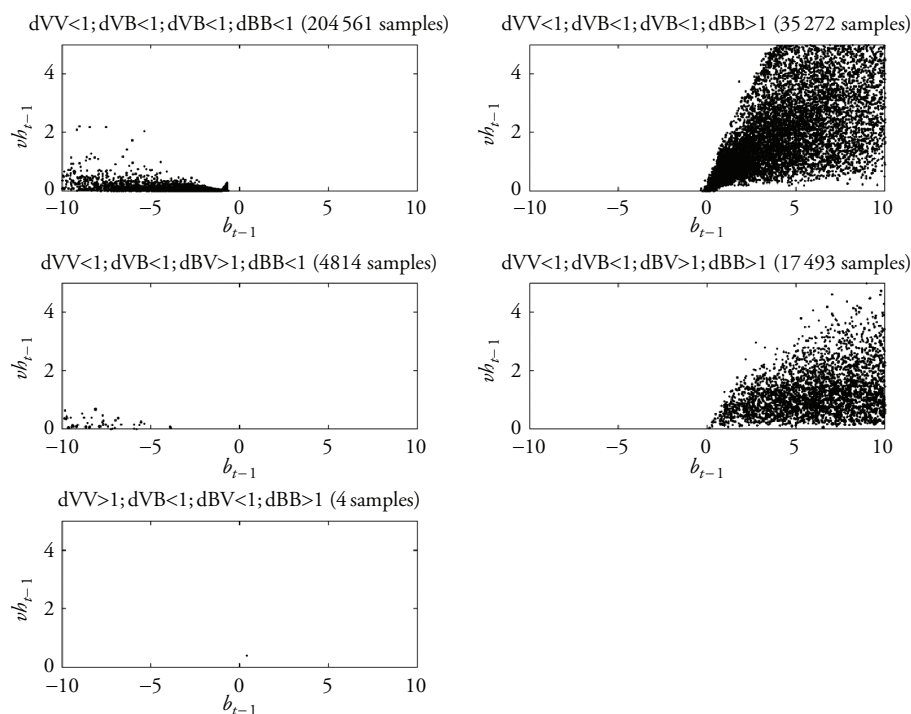 dVV<1; dVB<1; dVB<1; dBB<1 (204 561 samples)
4
2
0
vh_{t−1}
−10 −5 0 5 10
b_{t−1}
dVV<1; dVB<1; dVB<1; dBB>1 (35 272 samples)
4
2
0
vh_{t−1}
−10 −5 0 5 10
b_{t−1}
dVV<1; dVB<1; dBV>1; dBB<1 (4814 samples)
4
2
0
vh_{t−1}
−10 −5 0 5 10
b_{t−1}
dVV<1; dVB<1; dBV>1; dBB>1 (17 493 samples)
4
2
0
vh_{t−1}
−10 −5 0 5 10
b_{t−1}
dVV>1; dVB<1; dBV<1; dBB>1 (4 samples)
4
2
0
vh_{t−1}
−10 −5 0 5 10
b_{t−1}